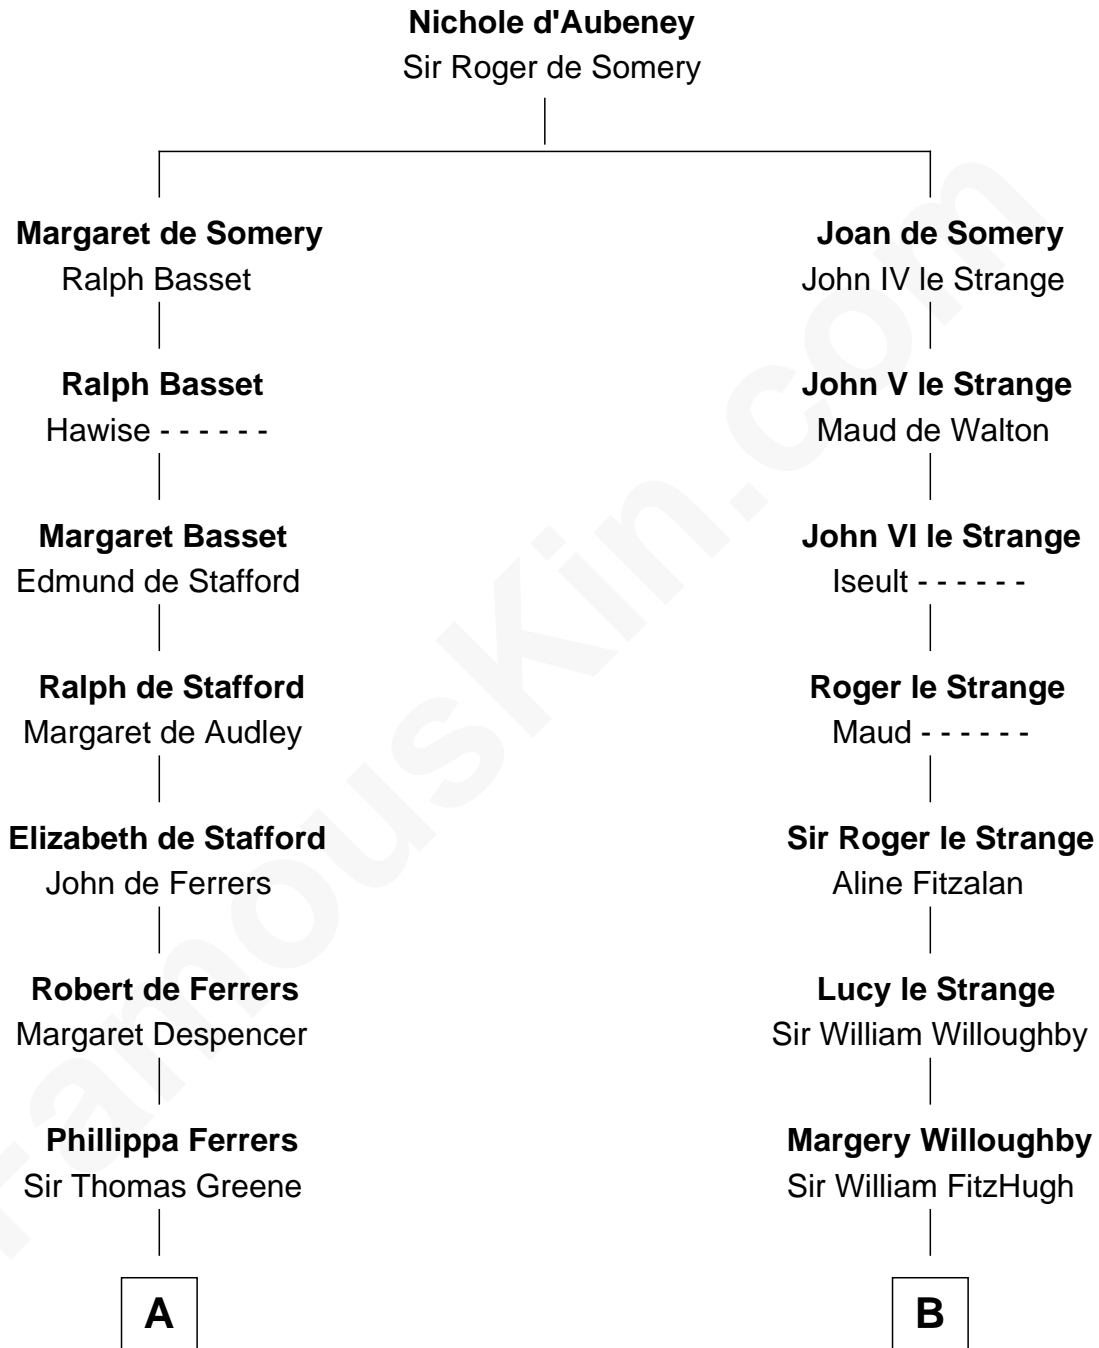 Nichole d'Aubeney
Sir Roger de Somery
Margaret de Somery
Ralph Basset
Joan de Somery
John IV le Strange
Ralph Basset
Hawise - - - - - -
John V le Strange
Maud de Walton
Margaret Basset
Edmund de Stafford
John VI le Strange
Iseult - - - - - -
Ralph de Stafford
Margaret de Audley
Roger le Strange
Maud - - - - - -
Elizabeth de Stafford
John de Ferrers
Sir Roger le Strange
Aline Fitzalan
Robert de Ferrers
Margaret Despencer
Lucy le Strange
Sir William Willoughby
Phillippa Ferrers
Sir Thomas Greene
Margery Willoughby
Sir William FitzHugh
A
B
FamousKin.com